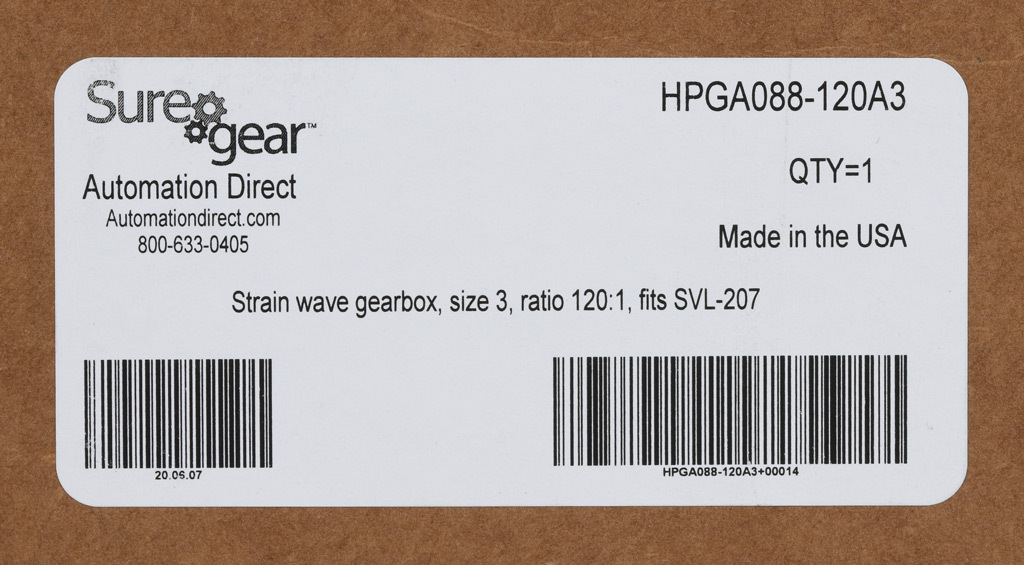 Sure gear™
HPGA088-120A3
Automation Direct
Automationdirect.com
800-633-0405
QTY=1
Made in the USA
Strain wave gearbox, size 3, ratio 120:1, fits SVL-207
20.06.07
HPGA088-120A3+00014